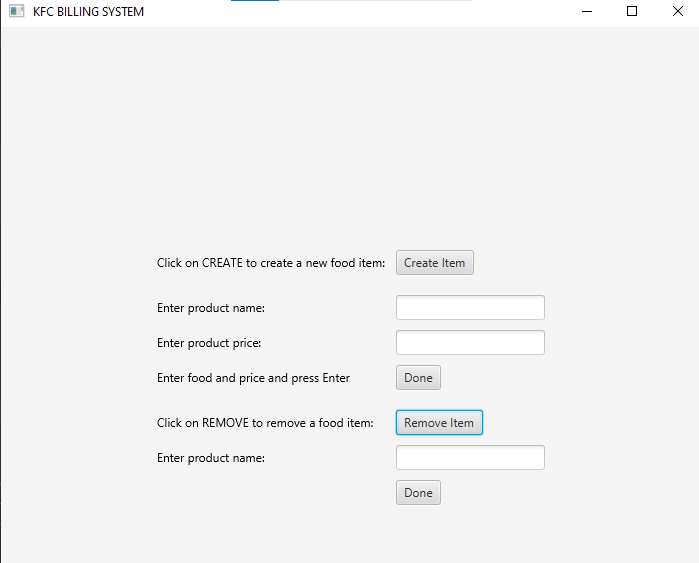 KFC BILLING SYSTEM
Click on CREATE to create a new food item: Create Item
Enter product name:
Enter product price:
Enter food and price and press Enter Done
Click on REMOVE to remove a food item: Remove Item
Enter product name:
Done